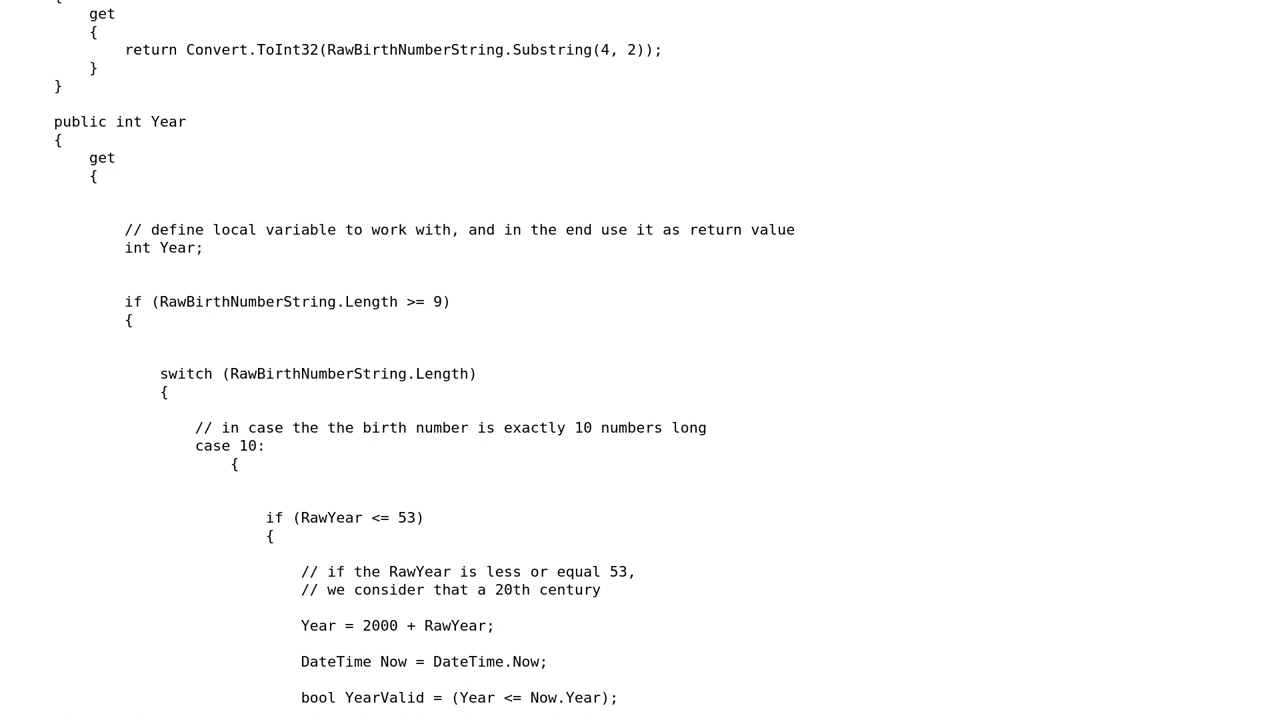 {
get
{
return Convert.ToInt32(RawBirthNumberString.Substring(4, 2));
}
}
public int Year
{
get
{
// define local variable to work with, and in the end use it as return value
int Year;
if (RawBirthNumberString.Length >= 9)
{
switch (RawBirthNumberString.Length)
{
// in case the the birth number is exactly 10 numbers long
case 10:
{
if (RawYear <= 53)
{
// if the RawYear is less or equal 53,
// we consider that a 20th century
Year = 2000 + RawYear;
DateTime Now = DateTime.Now;
bool YearValid = (Year <= Now.Year);